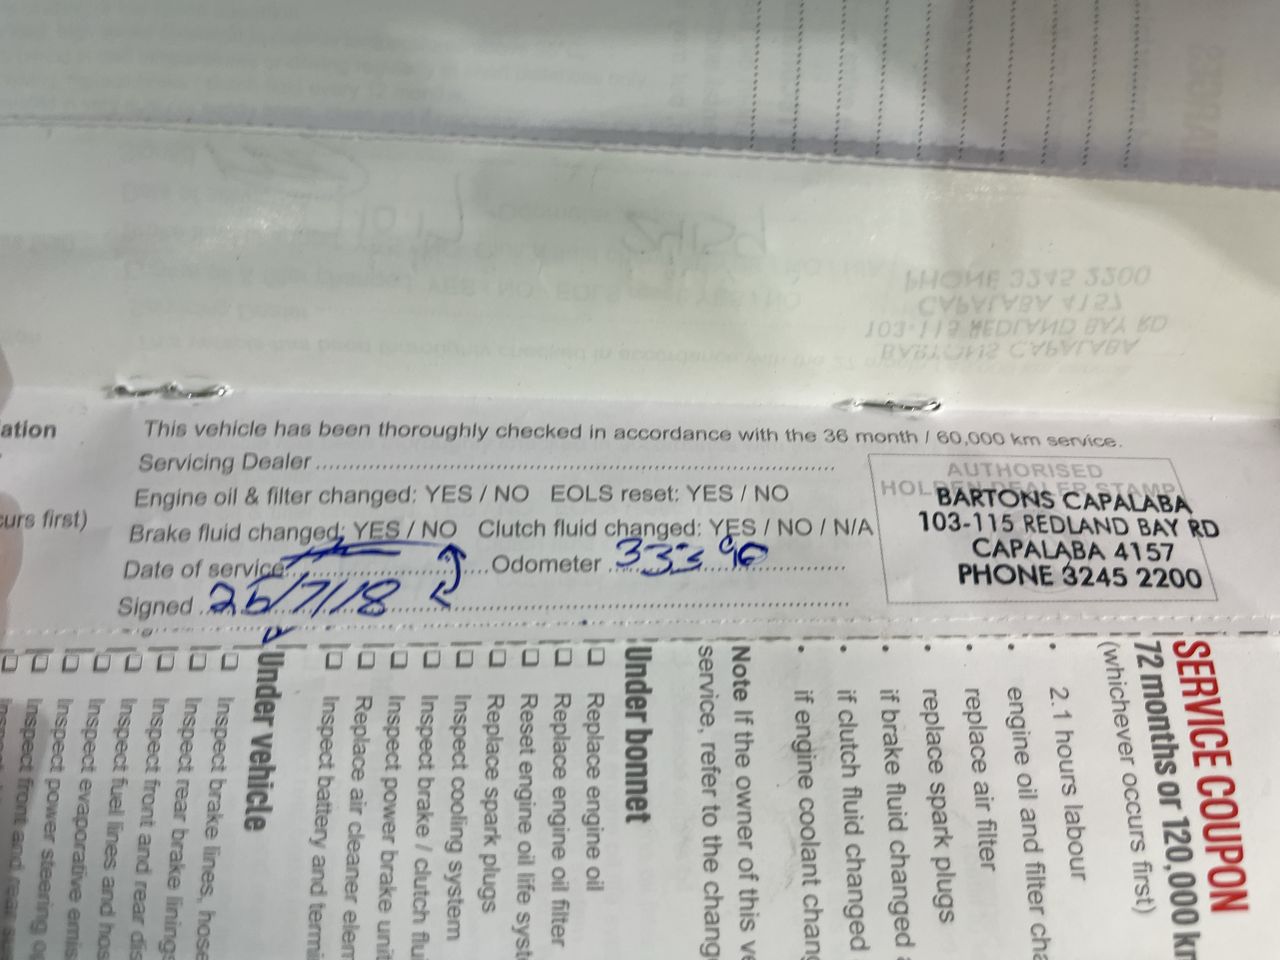 This vehicle has been thoroughly checked in accordance with the 36 month / 60,000 km service.
Servicing Dealer
Engine oil & filter changed: YES / NO EOLS reset: YES / NO
Brake fluid changed: YES / NO Clutch fluid changed: YES / NO / N/A
Date of service Odometer
Signed 26/7/18
AUTHORISED
HOLDEN DEALER STAMP
BARTONS CAPALABA
103-115 REDLAND BAY RD
CAPALABA 4157
PHONE 3245 2200
ation
curs first)
SERVICE COUPON
72 months or 120,000 km
(whichever occurs first)
• 2.1 hours labour
• engine oil and filter cha
• replace air filter
• replace spark plugs
• if brake fluid changed
• if clutch fluid changed
• if engine coolant chang
Note If the owner of this ve
service, refer to the change
Under bonnet
Replace engine oil
Replace engine oil filter
Reset engine oil life syst
Replace spark plugs
Inspect cooling system
Inspect brake / clutch flu
Inspect power brake unit
Replace air cleaner elem
Inspect battery and termi
Under vehicle
Inspect brake lines, hose
Inspect rear brake linings
Inspect front and rear dis
Inspect fuel lines and hos
Inspect evaporative emis
Inspect power steering
Inspect front and rear